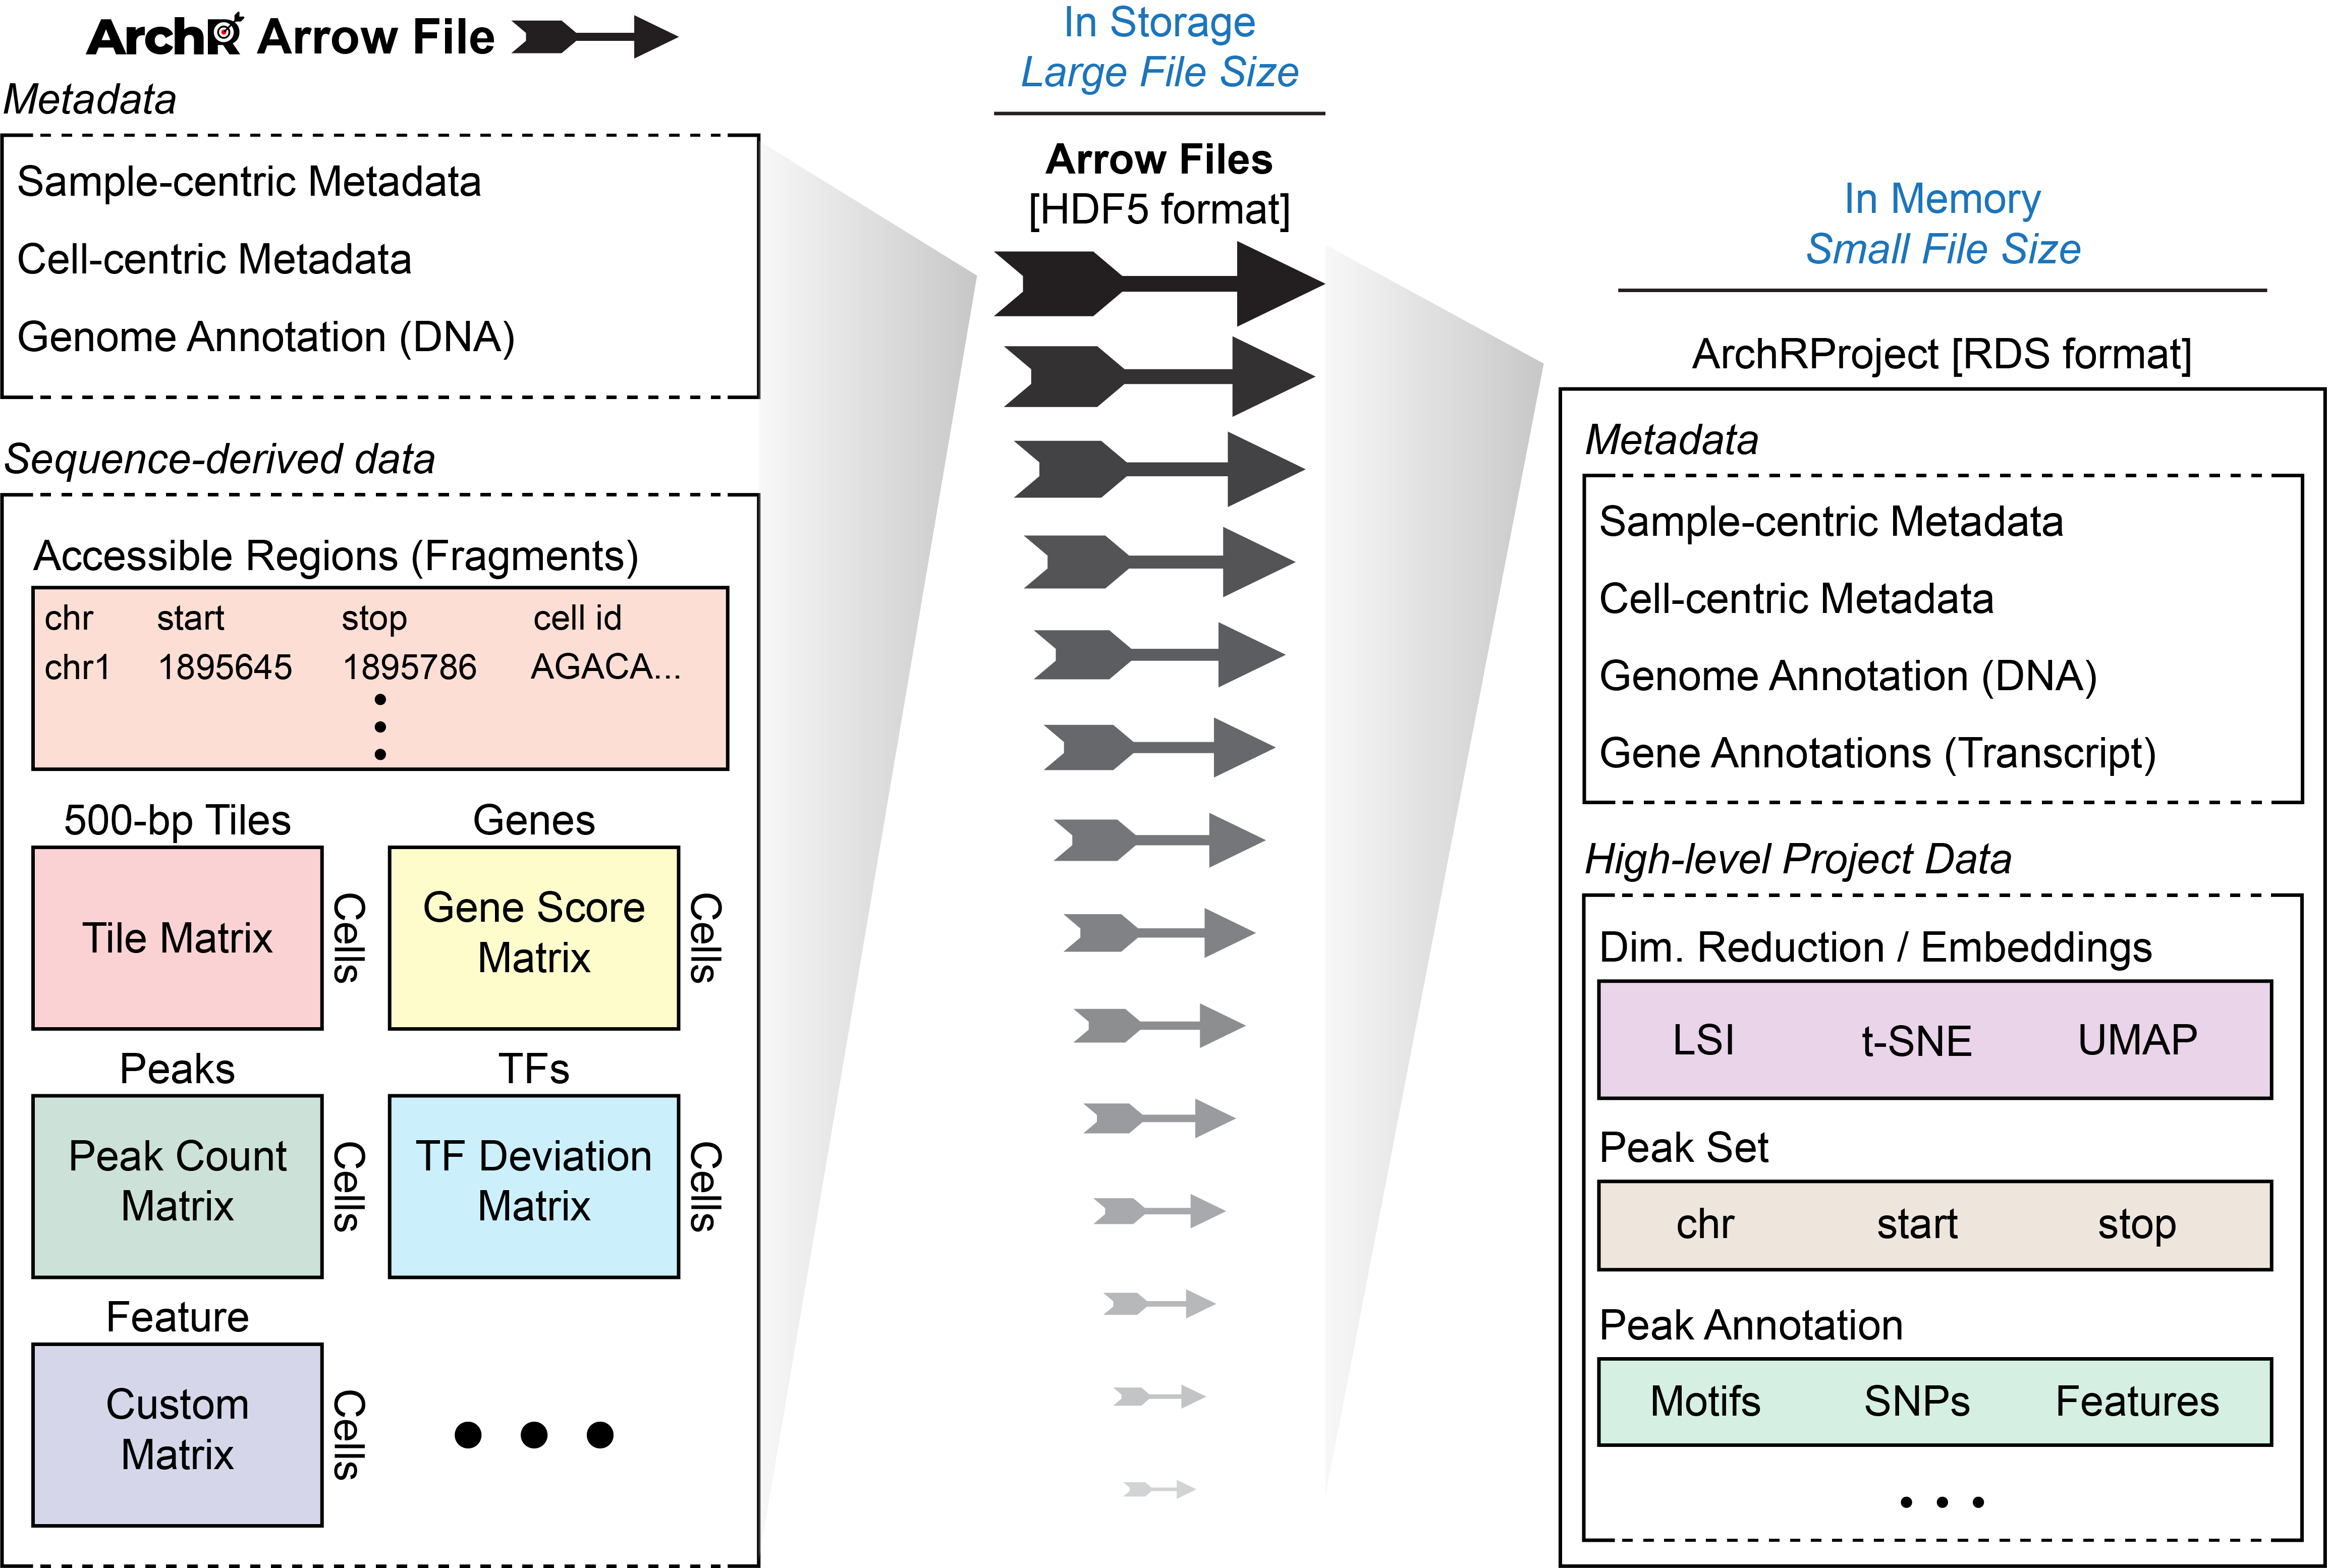 ArchR Arrow File
Metadata
Sample-centric Metadata
Cell-centric Metadata
Genome Annotation (DNA)
Sequence-derived data
Accessible Regions (Fragments)
chr start stop cell id
chr1 1895645 1895786 AGACA...
500-bp Tiles
Tile Matrix
Cells
Genes
Gene Score
Matrix
Cells
Peaks
Peak Count
Matrix
Cells
TFs
TF Deviation
Matrix
Cells
Feature
Custom
Matrix
Cells
In Storage
Large File Size
Arrow Files
[HDF5 format]
In Memory
Small File Size
ArchRProject [RDS format]
Metadata
Sample-centric Metadata
Cell-centric Metadata
Genome Annotation (DNA)
Gene Annotations (Transcript)
High-level Project Data
Dim. Reduction / Embeddings
LSI t-SNE UMAP
Peak Set
chr start stop
Peak Annotation
Motifs SNPs Features